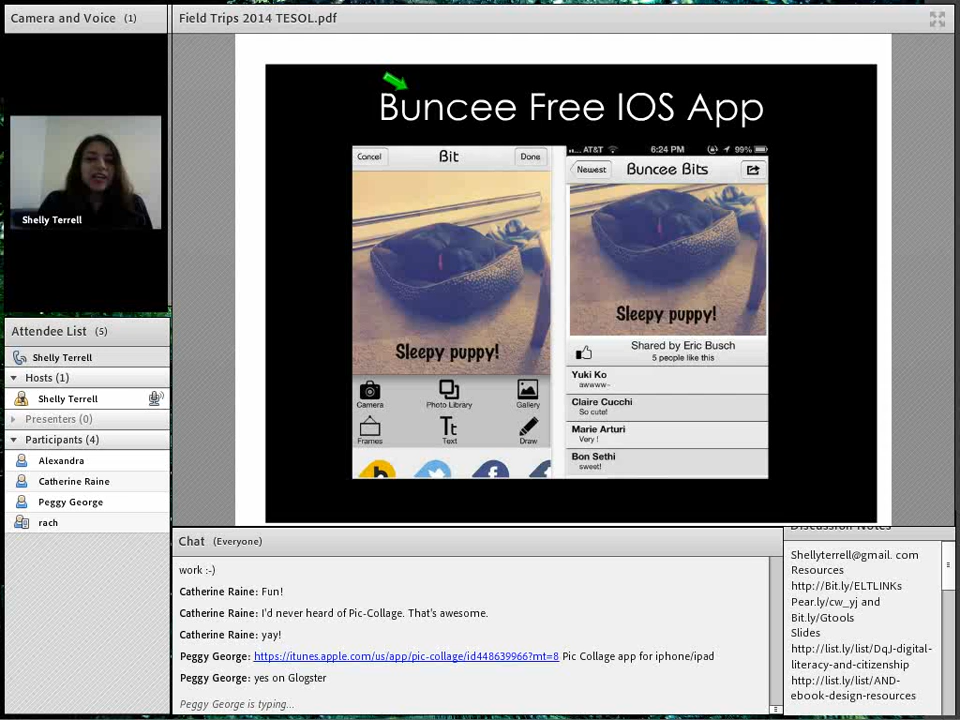 Camera and Voice (1)
Field Trips 2014 TESOL.pdf
Shelly Terrell
Buncee Free IOS App
Cancel Bit Done
Sleepy puppy!
Camera Photo Library Gallery
Frames Text Draw
AT&T 6:24 PM 99%
Newest Buncee Bits
Sleepy puppy!
Shared by Eric Busch
5 people like this
Yuki Ko
awwww~
Claire Cucchi
So cute!
Marie Arturi
Very !
Bon Sethi
sweet!
Attendee List (5)
Shelly Terrell
Hosts (1)
Shelly Terrell
Presenters (0)
Participants (4)
Alexandra
Catherine Raine
Peggy George
rach
Chat (Everyone)
work :-)
Catherine Raine: Fun!
Catherine Raine: I'd never heard of Pic-Collage. That's awesome.
Catherine Raine: yay!
Peggy George: https://itunes.apple.com/us/app/pic-collage/id448639966?mt=8 Pic Collage app for iphone/ipad
Peggy George: yes on Glogster
Peggy George is typing...
Discussion Notes
Shellyterrell@gmail. com
Resources
http://Bit.ly/ELTLINKs
Pear.ly/cw_yj and
Bit.ly/Gtools
Slides
http://list.ly/list/DqJ-digital-
literacy-and-citizenship
http://list.ly/list/AND-
ebook-design-resources